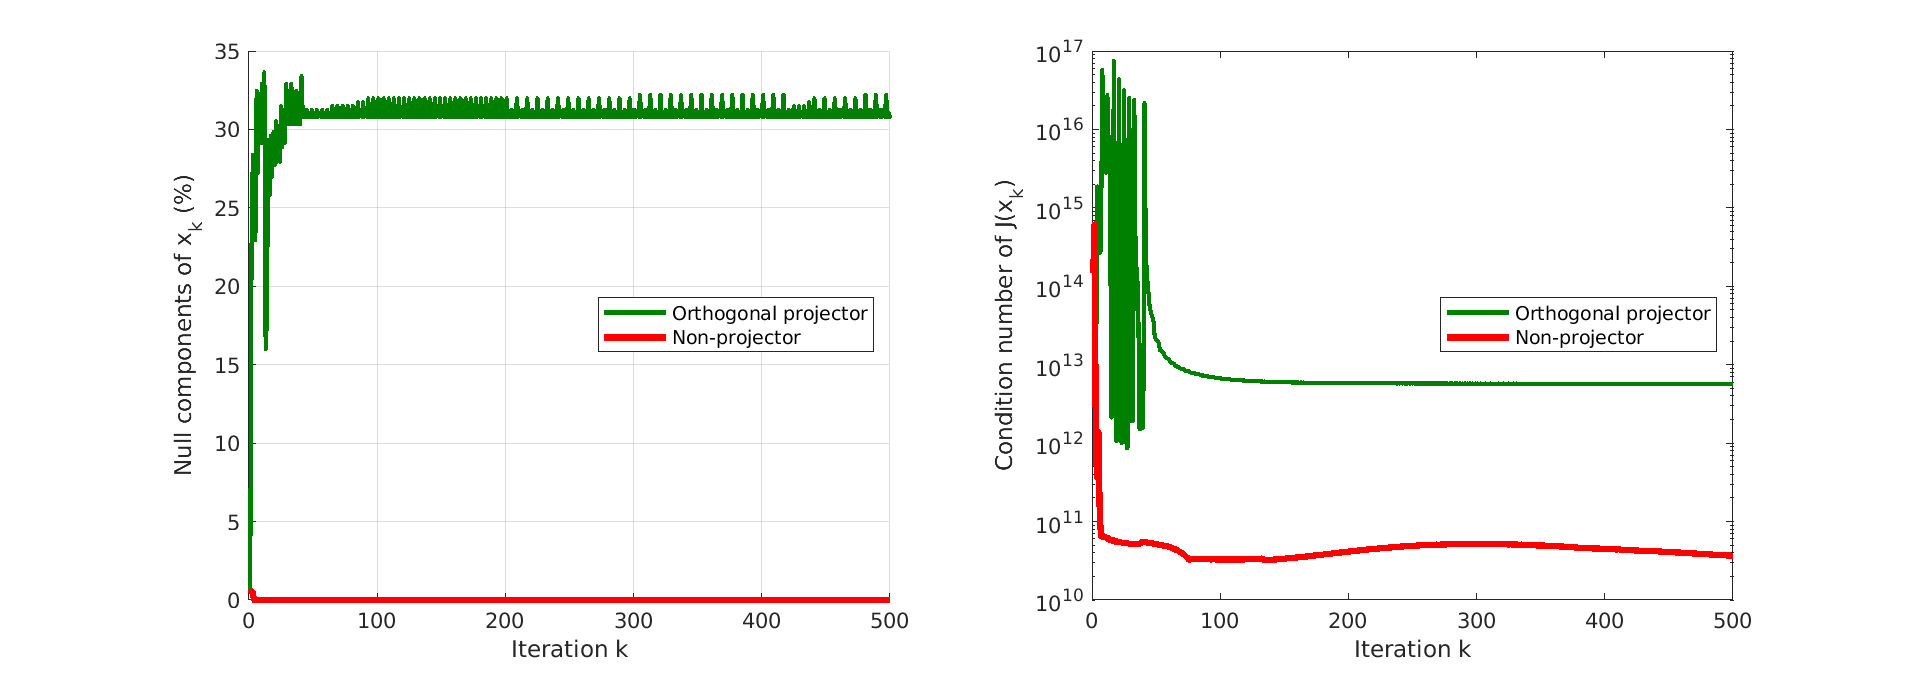 Null components of x_k (%)
35
30
25
20
15
10
5
0
0 100 200 300 400 500
Iteration k
Orthogonal projector
Non-projector
Condition number of J(x_k)
10^17
10^16
10^15
10^14
10^13
10^12
10^11
10^10
0 100 200 300 400 500
Iteration k
Orthogonal projector
Non-projector